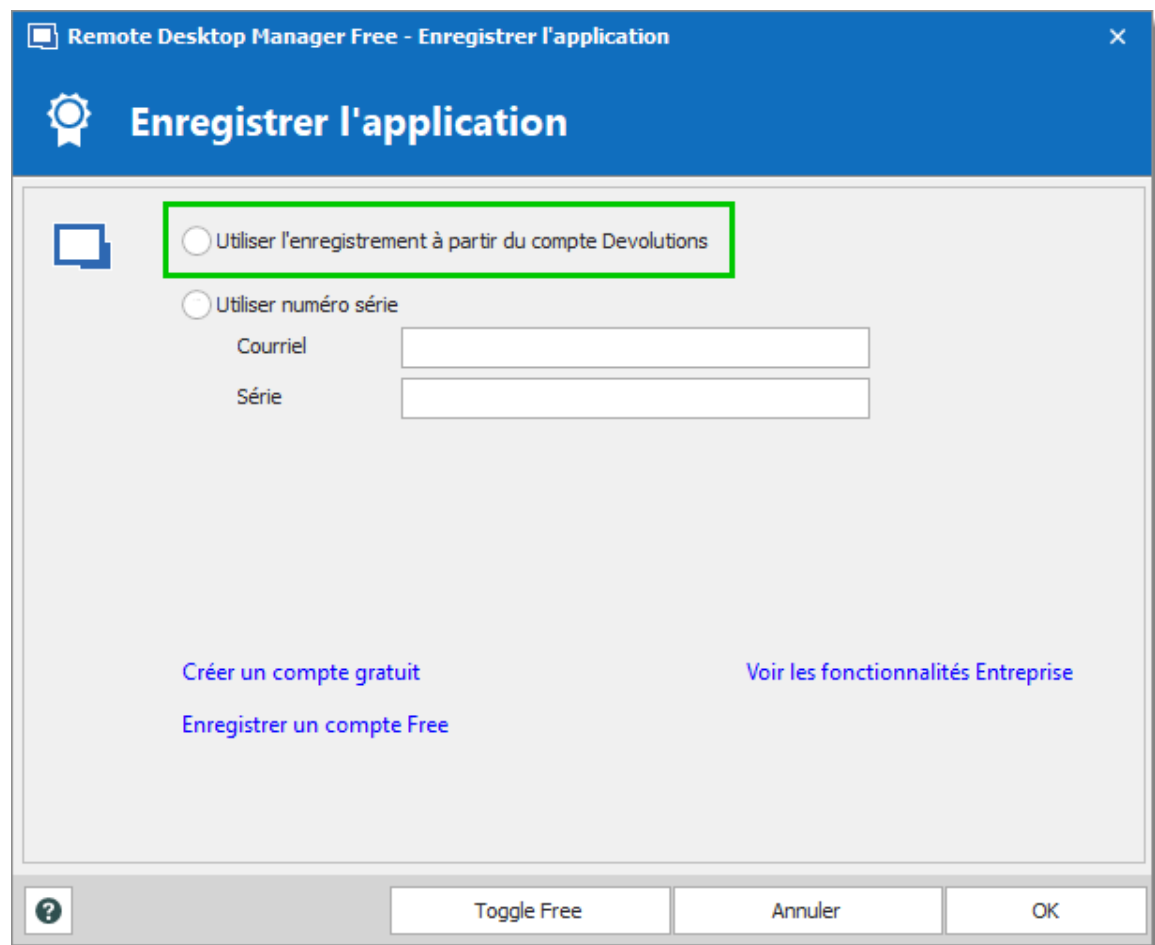 Remote Desktop Manager Free - Enregistrer l'application
Enregistrer l'application
Utiliser l'enregistrement à partir du compte Devolutions
Utiliser numéro série
Courriel
Série
Créer un compte gratuit
Voir les fonctionnalités Entreprise
Enregistrer un compte Free
Toggle Free
Annuler
OK